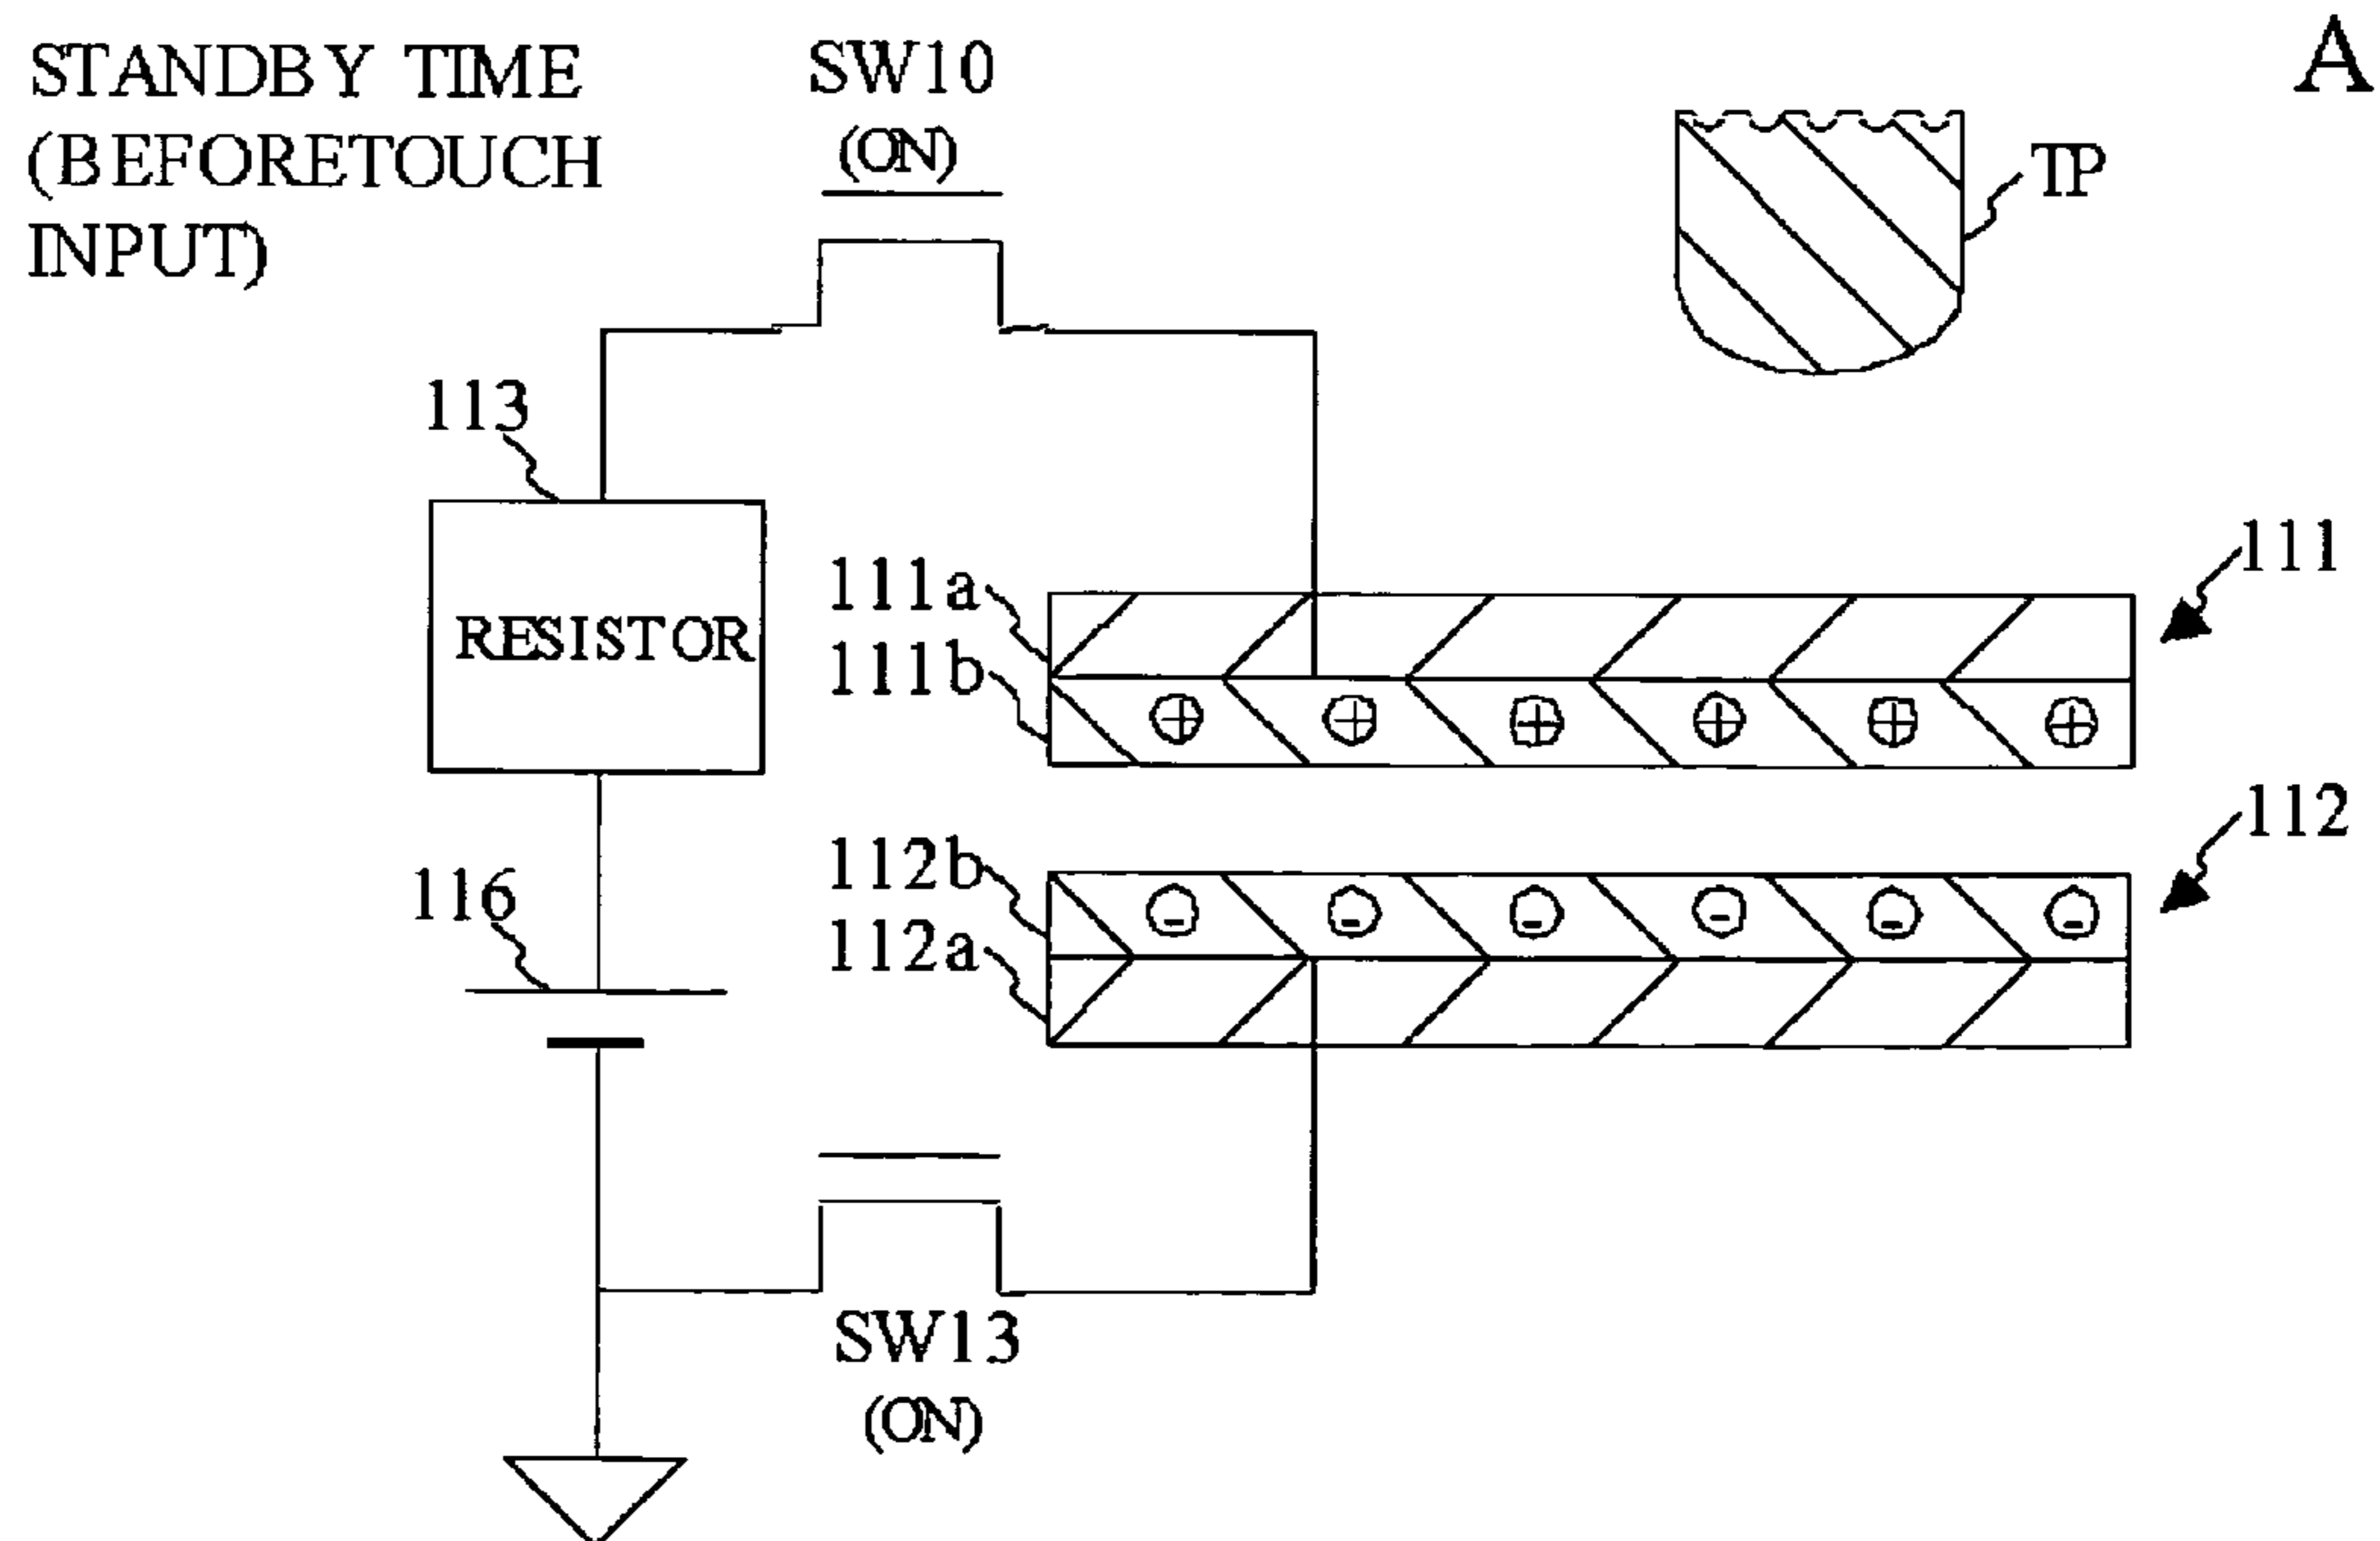 A
STANDBY TIME
(BEFORETOUCH
INPUT)
SW10
(ON)
TP
113
RESISTOR
111
111a
111b
112
112b
112a
116
SW13
(ON)